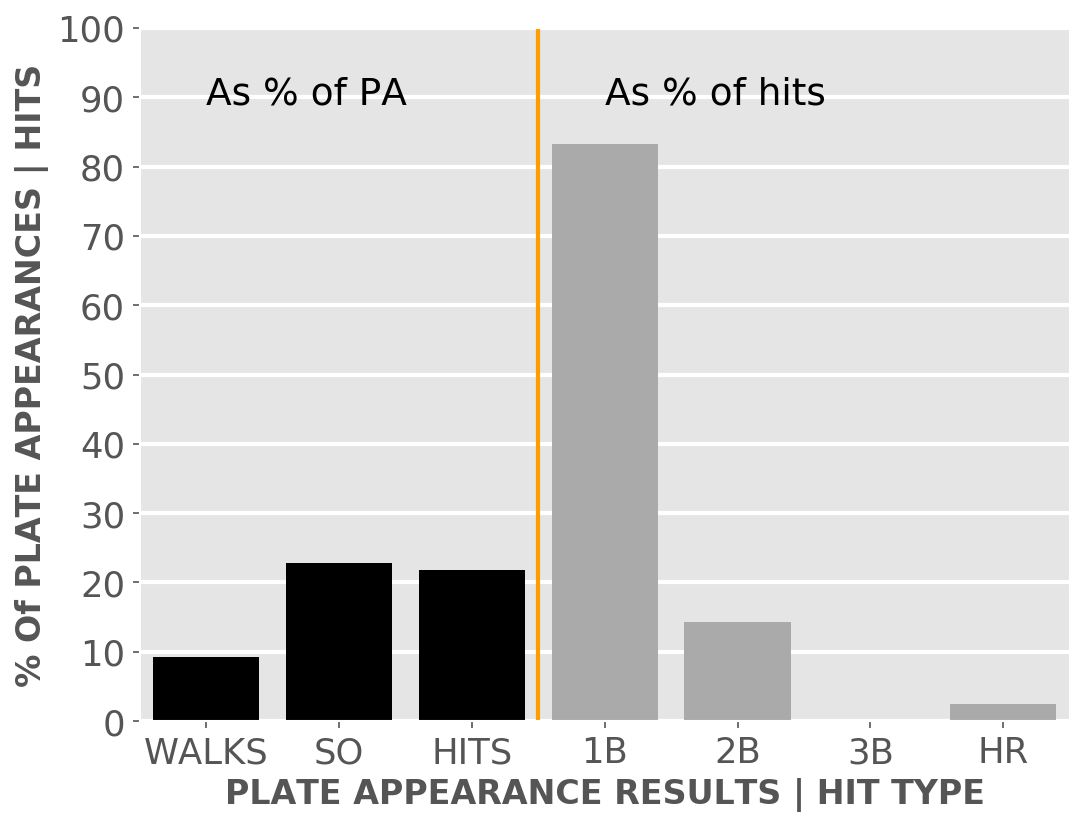 % Of PLATE APPEARANCES | HITS
100
90
80
70
60
50
40
30
20
10
0
As % of PA
As % of hits
WALKS SO HITS 1B 2B 3B HR
PLATE APPEARANCE RESULTS | HIT TYPE